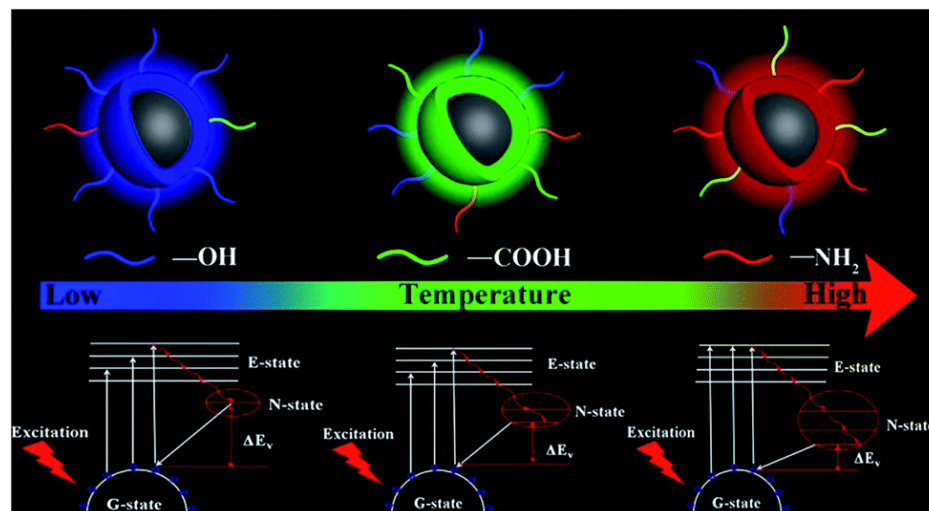 —OH
—COOH
—NH₂
Low
Temperature
High
E-state
N-state
Excitation
ΔEᵥ
G-state
E-state
N-state
Excitation
ΔEᵥ
G-state
E-state
N-state
Excitation
ΔEᵥ
G-state